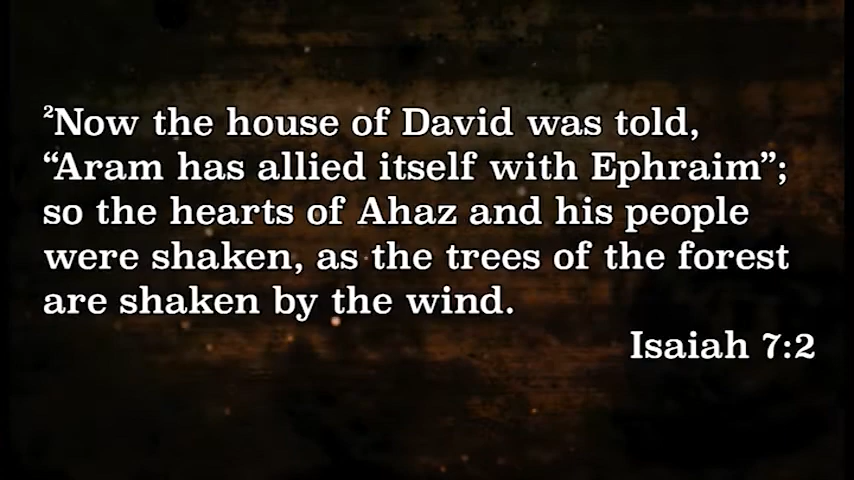 ²Now the house of David was told,
“Aram has allied itself with Ephraim”;
so the hearts of Ahaz and his people
were shaken, as the trees of the forest
are shaken by the wind.
Isaiah 7:2